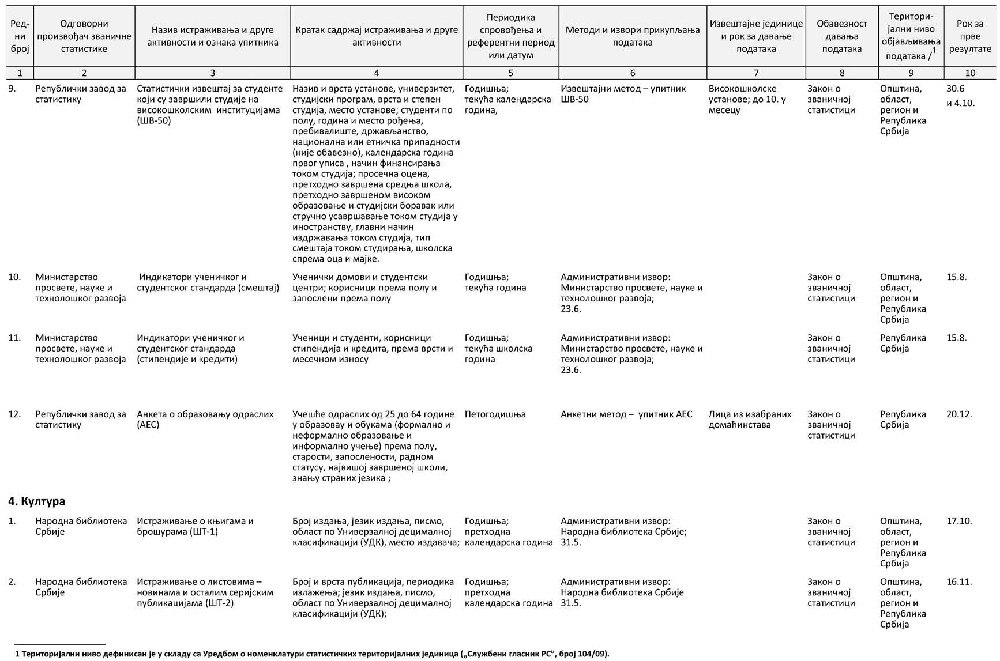 Ред-
ни
број
Одговорни
произвођач званичне
статистике
Назив истраживања и друге
активности и ознака упитника
Кратак садржај истраживања и друге
активности
Периодика
спровођења и
референтни период
или датум
Методи и извори прикупљања
података
Извештајне јединице
и рок за давање
података
Обавезност
давања
података
Територи-
јални ниво
објављивања
података /1
Рок за
прве
резултате
1 2 3 4 5 6 7 8 9 10
9.
Републички завод за
статистику
Статистички извештај за студенте
који су завршили студије на
високошколским институцијама
(ШВ-50)
Назив и врста установе, универзитет,
студијски програм, врста и степен
студија, место установе; студенти по
полу, година и место рођења,
пребивалиште, држављанство,
национална или етничка припадности
(није обавезно), календарска година
првог уписа , начин финансирања
током студија; просечна оцена,
претходно завршена средња школа,
претходно завршеном високом
образовање и студијски боравак или
стручно усавршавање током студија у
иностранству, главни начин
издржавања током студија, тип
смештаја током студирања, школска
спрема оца и мајке.
Годишња;
текућа календарска
година,
Извештајни метод – упитник
ШВ-50
Високошколске
установе; до 10. у
месецу
Закон о
званичној
статистици
Општина,
област,
регион и
Република
Србија
30.6
и 4.10.
10.
Министарство
просвете, науке и
технолошког развоја
Индикатори ученичког и
студентског стандарда (смештај)
Ученички домови и студентски
центри; корисници према полу и
запослени према полу
Годишња;
текућа година
Административни извор:
Министарство просвете, науке и
технолошког развоја;
23.6.
Закон о
званичној
статистици
Општина,
област,
регион и
Република
Србија
15.8.
11.
Министарство
просвете, науке и
технолошког развоја
Индикатори ученичког и
студентског стандарда
(стипендије и кредити)
Ученици и студенти, корисници
стипендија и кредита, према врсти и
месечном износу
Годишња;
текућа школска
година
Административни извор:
Министарство просвете, науке и
технолошког развоја;
23.6.
Закон о
званичној
статистици
Република
Србија
15.8.
12.
Републички завод за
статистику
Анкета о образовању одраслих
(АЕС)
Учешће одраслих од 25 до 64 године
у образовау и обукама (формално и
неформално образовање и
информално учење) према полу,
старости, запослености, радном
статусу, највишој завршеној школи,
знању страних језика ;
Петогодишња
Анкетни метод – упитник АЕС
Лица из изабраних
домаћинстава
Закон о
званичној
статистици
Република
Србија
20.12.
4. Култура
1.
Народна библиотека
Србије
Истраживање о књигама и
брошурама (ШТ-1)
Број издања, језик издања, писмо,
област по Универзалној децималној
класификацији (УДК), место издавача;
Годишња;
претходна
календарска година
Административни извор:
Народна библиотека Србије;
31.5.
Закон о
званичној
статистици
Општина,
област,
регион и
Република
Србија
17.10.
2.
Народна библиотека
Србије
Истраживање о листовима –
новинама и осталим серијским
публикацијама (ШТ-2)
Број и врста публикација, периодика
излажења; језик издања, писмо,
област по Универзалној децималној
класификацији (УДК);
Годишња;
претходна
календарска година
Административни извор:
Народна библиотека Србије
31.5.
Закон о
званичној
статистици
Општина,
област,
регион и
Република
Србија
16.11.
1 Територијални ниво дефинисан је у складу са Уредбом о номенклатури статистичких територијалних јединица („Службени гласник РС”, број 104/09).